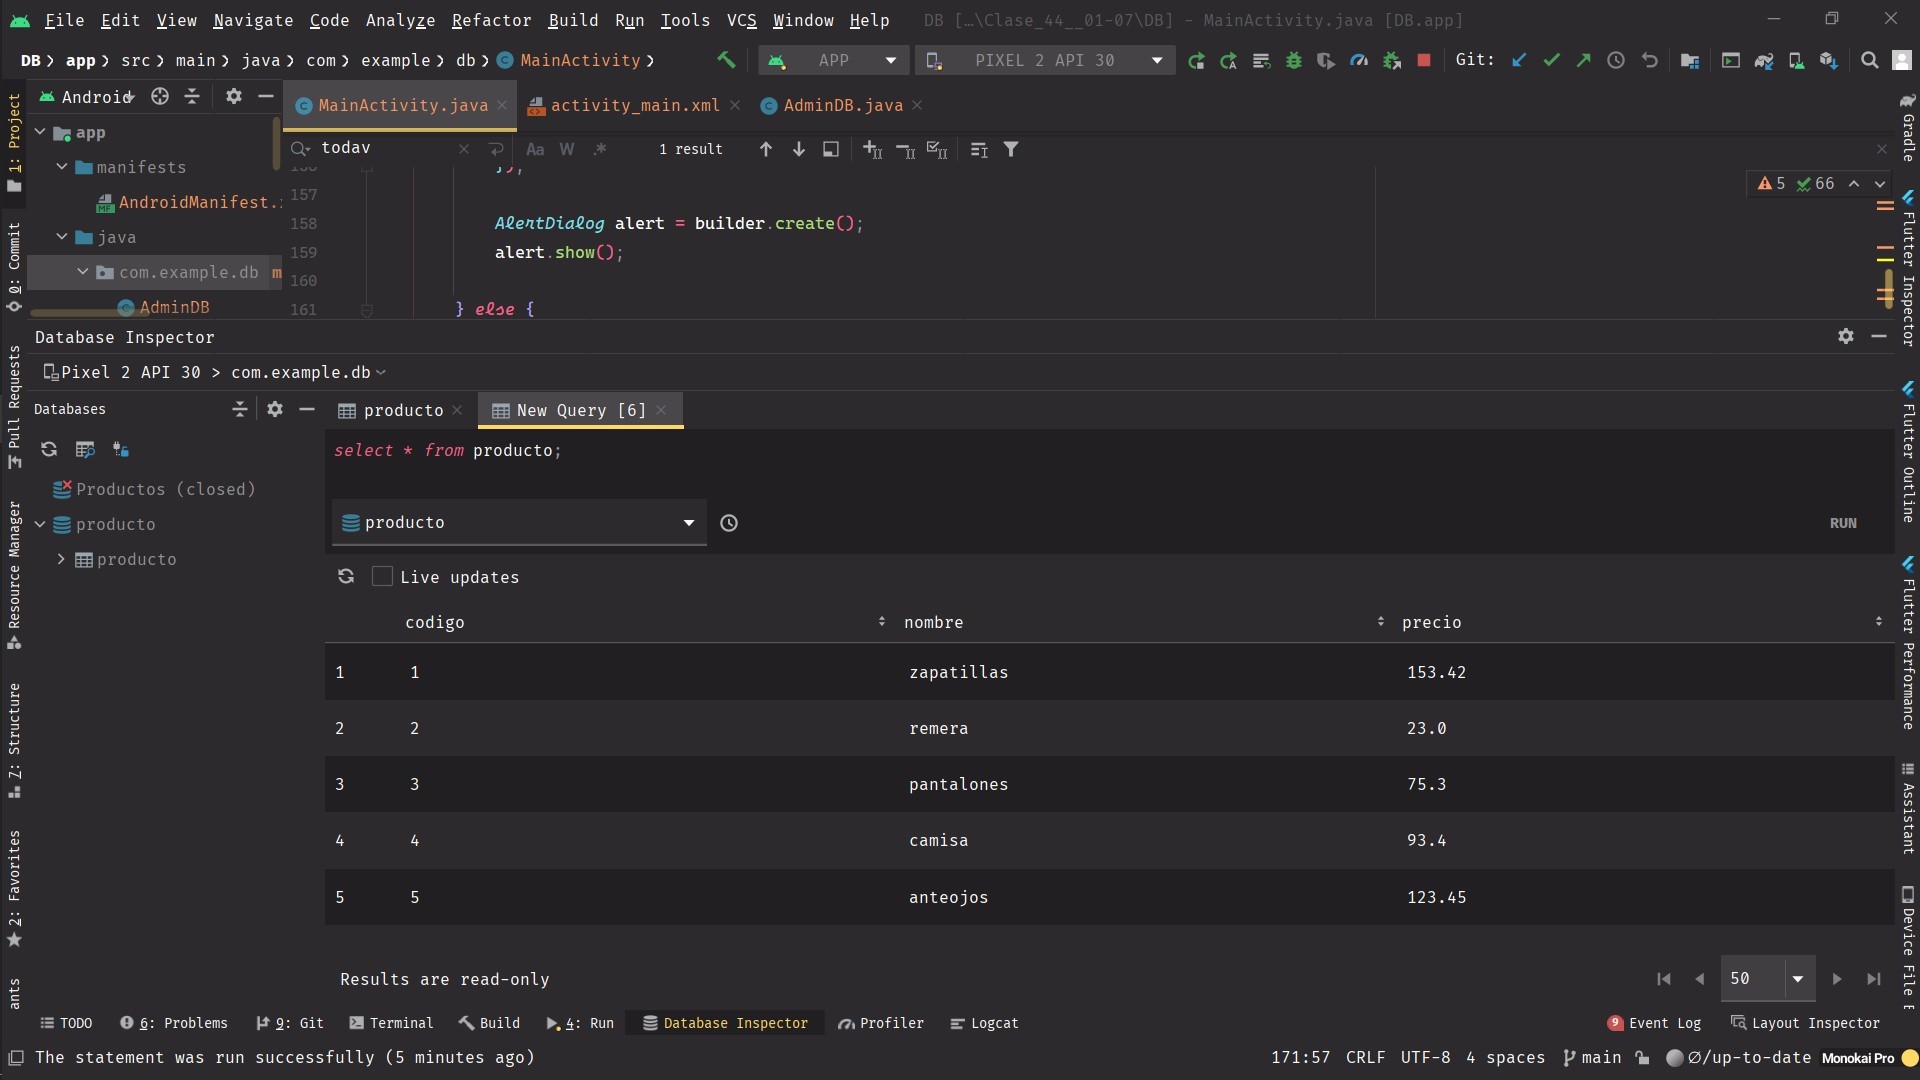 File Edit View Navigate Code Analyze Refactor Build Run Tools VCS Window Help DB […\Clase_44__01-07\DB] - MainActivity.java [DB.app]
DB app src main java com example db MainActivity APP PIXEL 2 API 30 Git:
Android MainActivity.java activity_main.xml AdminDB.java
todav Aa W .* 1 result
app
manifests
AndroidManifest.
java
com.example.db m
AdminDB
157
158 AlertDialog alert = builder.create();
159 alert.show();
160
161 } else {
5 66
Database Inspector
Pixel 2 API 30 > com.example.db
Databases
Productos (closed)
producto
producto
producto New Query [6]
select * from producto;
producto RUN
Live updates
codigo nombre precio
1 1 zapatillas 153.42
2 2 remera 23.0
3 3 pantalones 75.3
4 4 camisa 93.4
5 5 anteojos 123.45
Results are read-only 50
1: Project
0: Commit
Pull Requests
Resource Manager
7: Structure
2: Favorites
ants
Gradle
Flutter Inspector
Flutter Outline
Flutter Performance
Assistant
Device File E
TODO 6: Problems 9: Git Terminal Build 4: Run Database Inspector Profiler Logcat 9 Event Log Layout Inspector
The statement was run successfully (5 minutes ago) 171:57 CRLF UTF-8 4 spaces main Ø/up-to-date Monokai Pro